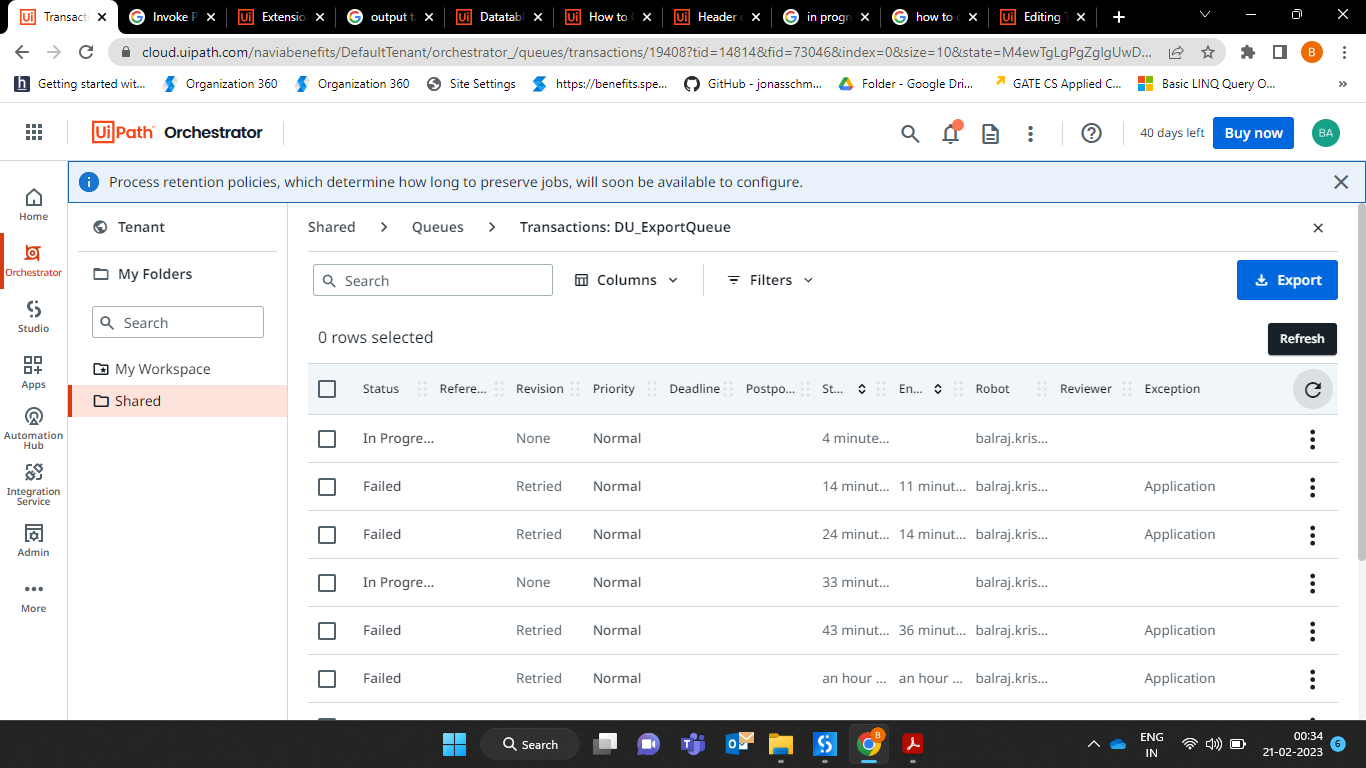 Transacti
Invoke P
Extensio
output ta
Datatabl
How to C
Header c
in progre
how to c
Editing T
cloud.uipath.com/naviabenefits/DefaultTenant/orchestrator_/queues/transactions/19408?tid=14814&fid=73046&index=0&size=10&state=M4ewTgLgPgZgIgUwD...
B
Getting started wit...
Organization 360
Organization 360
Site Settings
https://benefits.spe...
GitHub - jonasschm...
Folder - Google Dri...
GATE CS Applied C...
Basic LINQ Query O...
»
UiPath Orchestrator
40 days left
Buy now
BA
Process retention policies, which determine how long to preserve jobs, will soon be available to configure.
Home
Orchestrator
Studio
Apps
Automation
Hub
Integration
Service
Admin
More
Tenant
My Folders
Search
My Workspace
Shared
Shared > Queues > Transactions: DU_ExportQueue
Search
Columns
Filters
Export
0 rows selected
Refresh
Status Refere... Revision Priority Deadline Postpo... St... En... Robot Reviewer Exception
In Progre... None Normal 4 minute... balraj.kris...
Failed Retried Normal 14 minut... 11 minut... balraj.kris... Application
Failed Retried Normal 24 minut... 14 minut... balraj.kris... Application
In Progre... None Normal 33 minut... balraj.kris...
Failed Retried Normal 43 minut... 36 minut... balraj.kris... Application
Failed Retried Normal an hour ... an hour ... balraj.kris... Application
Search
B
ENG
IN
00:34
21-02-2023
6